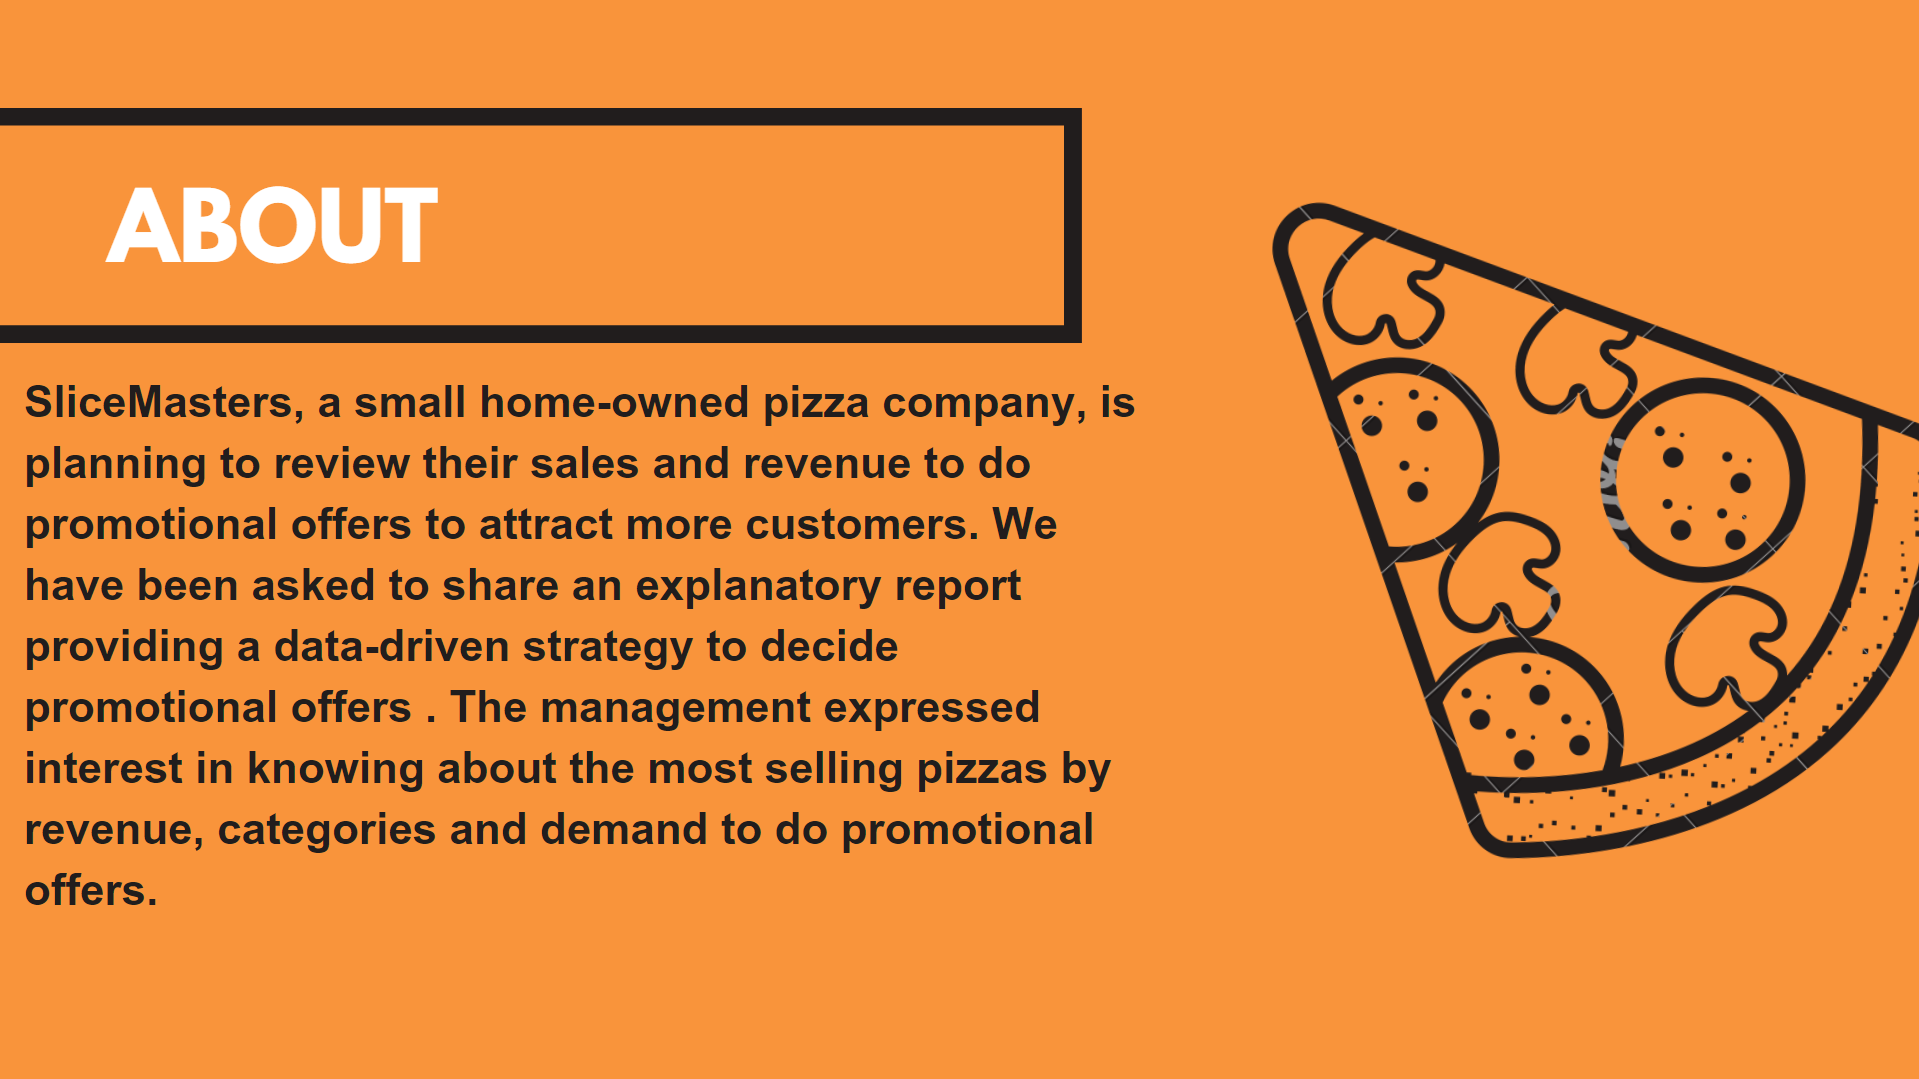 ABOUT
SliceMasters, a small home-owned pizza company, is
planning to review their sales and revenue to do
promotional offers to attract more customers. We
have been asked to share an explanatory report
providing a data-driven strategy to decide
promotional offers . The management expressed
interest in knowing about the most selling pizzas by
revenue, categories and demand to do promotional
offers.